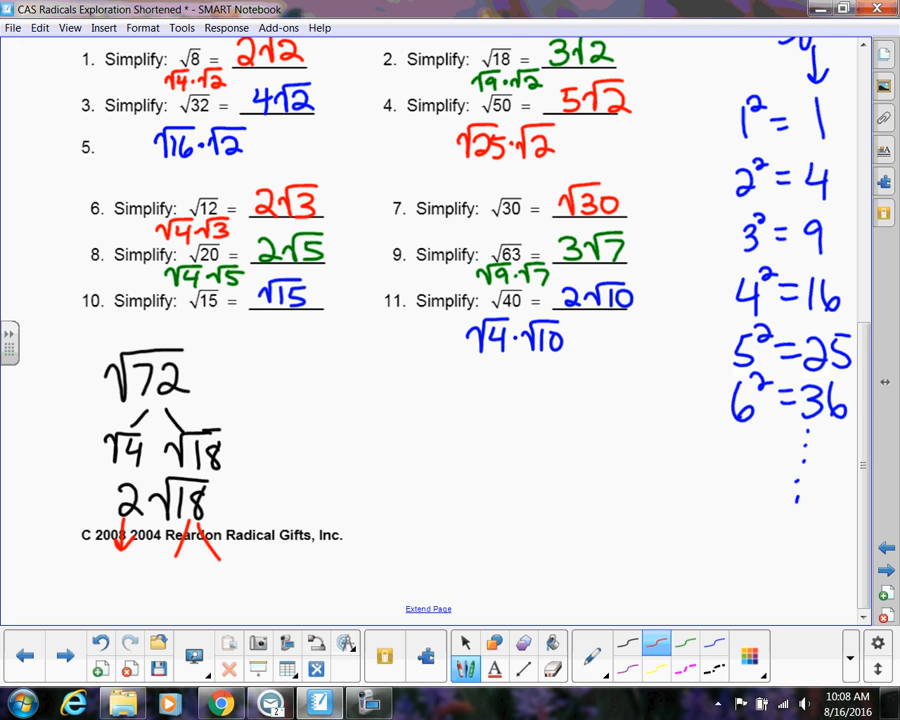 CAS Radicals Exploration Shortened * - SMART Notebook
File Edit View Insert Format Tools Response Add-ons Help
1. Simplify: √8 = 2√2
√4 · √2
2. Simplify: √18 = 3√2
√9 · √2
3. Simplify: √32 = 4√2
4. Simplify: √50 = 5√2
5. √16 · √2
√25 · √2
6. Simplify: √12 = 2√3
√4 √3
7. Simplify: √30 = √30
8. Simplify: √20 = 2√5
√4 · √5
9. Simplify: √63 = 3√7
√9 · √7
10. Simplify: √15 = √15
11. Simplify: √40 = 2√10
√4 · √10
1² = 1
2² = 4
3² = 9
4² = 16
5² = 25
6² = 36
√72
√4 √18
2 √18
C 2003 2004 Reardon Radical Gifts, Inc.
Extend Page
A
2
10:08 AM
8/16/2016